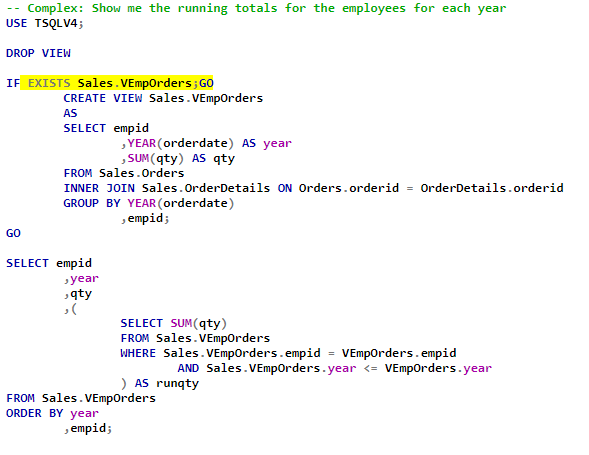 -- Complex: Show me the running totals for the employees for each year
USE TSQLV4;
DROP VIEW
IF EXISTS Sales.VEmpOrders;GO
CREATE VIEW Sales.VEmpOrders
AS
SELECT empid
,YEAR(orderdate) AS year
,SUM(qty) AS qty
FROM Sales.Orders
INNER JOIN Sales.OrderDetails ON Orders.orderid = OrderDetails.orderid
GROUP BY YEAR(orderdate)
,empid;
GO
SELECT empid
,year
,qty
,(
SELECT SUM(qty)
FROM Sales.VEmpOrders
WHERE Sales.VEmpOrders.empid = VEmpOrders.empid
AND Sales.VEmpOrders.year <= VEmpOrders.year
) AS runqty
FROM Sales.VEmpOrders
ORDER BY year
,empid;